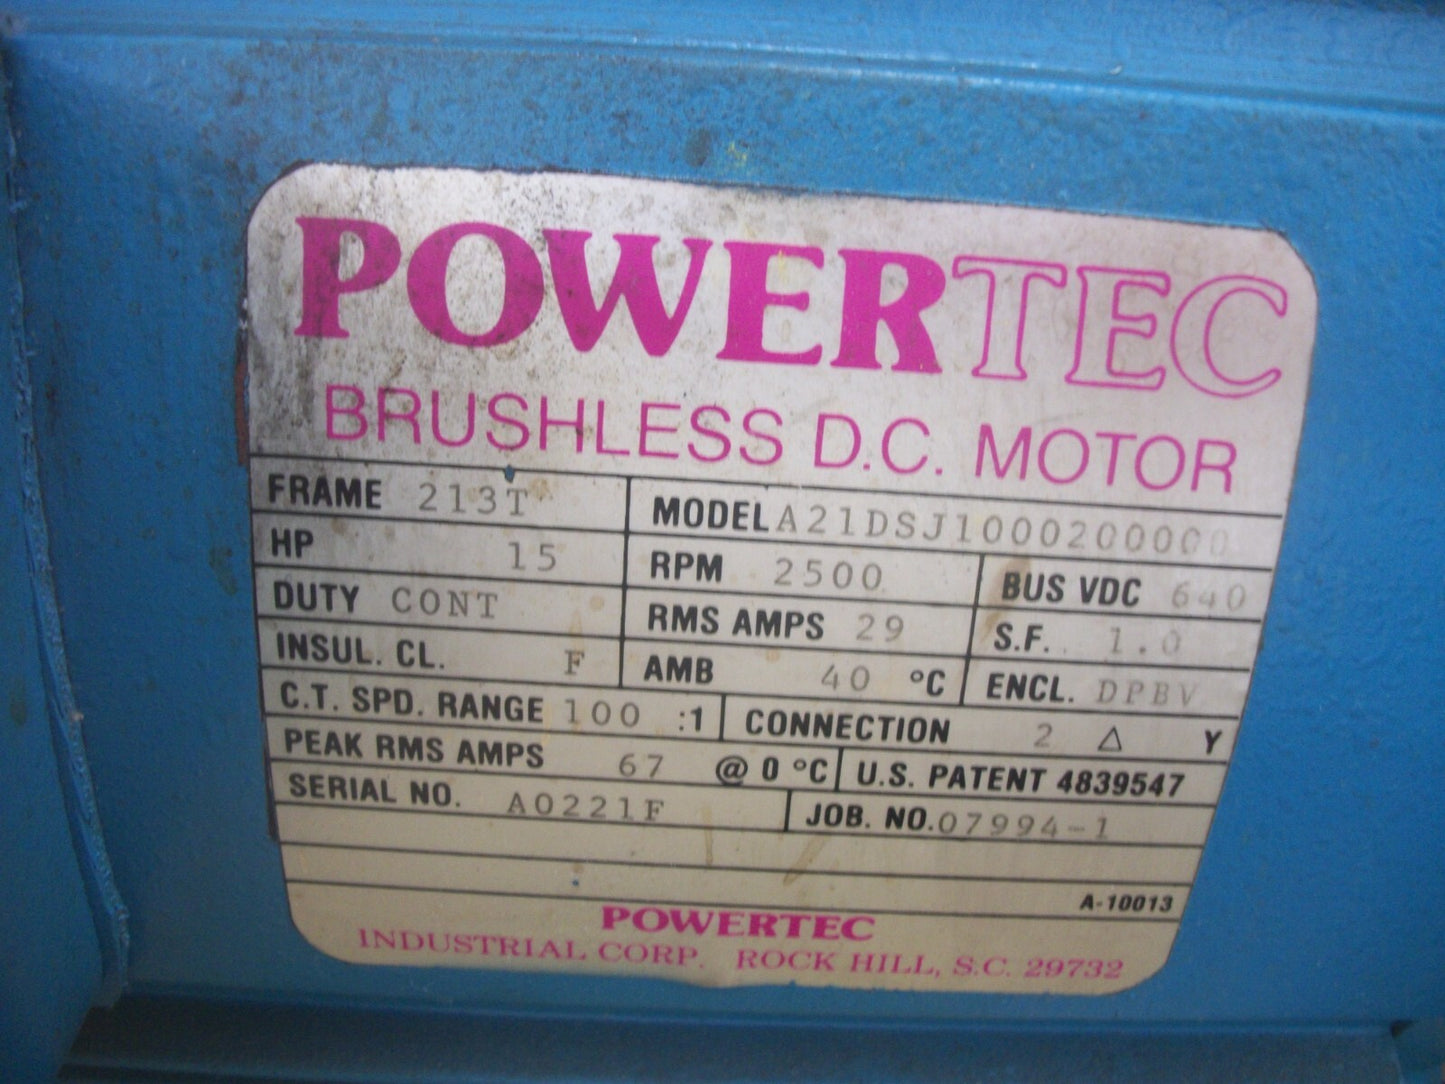 POWERTEC
BRUSHLESS D.C. MOTOR
FRAME 213T MODEL A21DSJ1000200000
HP 15 RPM 2500 BUS VDC 640
DUTY CONT RMS AMPS 29 S.F. 1.0
INSUL. CL. F AMB 40 °C ENCL. DPBV
C.T. SPD. RANGE 100 :1 CONNECTION 2 △ Y
PEAK RMS AMPS 67 @ 0 °C U.S. PATENT 4839547
SERIAL NO. A0221F JOB. NO. 07994-1
A-10013
POWERTEC
INDUSTRIAL CORP. ROCK HILL, S.C. 29732